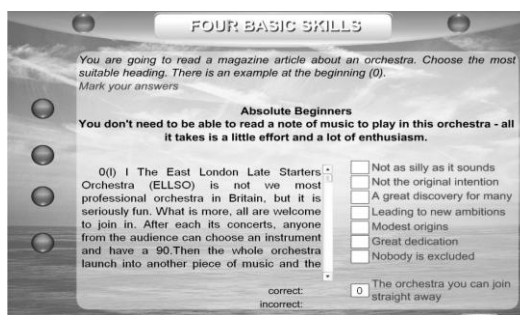 FOUR BASIC SKILLS
You are going to read a magazine article about an orchestra. Choose the most
suitable heading. There is an example at the beginning (0).
Mark your answers
Absolute Beginners
You don't need to be able to read a note of music to play in this orchestra - all
it takes is a little effort and a lot of enthusiasm.
0(I) I The East London Late Starters
Orchestra (ELLSO) is not we most
professional orchestra in Britain, but it is
seriously fun. What is more, all are welcome
to join in. After each its concerts, anyone
from the audience can choose an instrument
and have a 90.Then the whole orchestra
launch into another piece of music and the
Not as silly as it sounds
Not the original intention
A great discovery for many
Leading to new ambitions
Modest origins
Great dedication
Nobody is excluded
0 The orchestra you can join
straight away
correct:
incorrect: